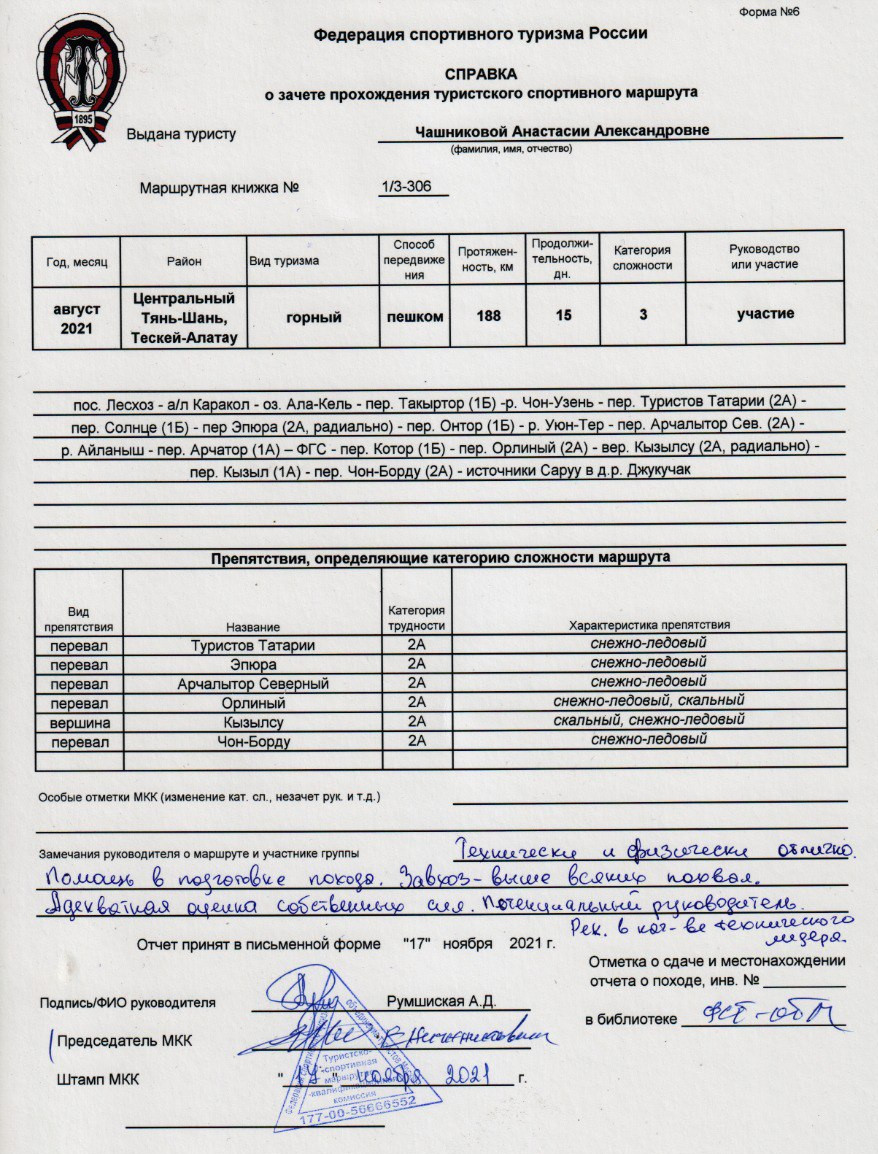 Форма №6
Федерация спортивного туризма России
1895
СПРАВКА
о зачете прохождения туристского спортивного маршрута
Выдана туристу Чашниковой Анастасии Александровне
(фамилия, имя, отчество)
Маршрутная книжка № 1/3-306
Год, месяц Район Вид туризма Способ передвиже ния Протяжен- ность, км Продолжи- тельность, дн. Категория сложности Руководство или участие
август 2021 Центральный Тянь-Шань, Тескей-Алатау горный пешком 188 15 3 участие
пос. Лесхоз - а/л Каракол - оз. Ала-Кель - пер. Такыртор (1Б) -р. Чон-Узень - пер. Туристов Татарии (2А) -
пер. Солнце (1Б) - пер Эпюра (2А, радиально) - пер. Онтор (1Б) - р. Уюн-Тер - пер. Арчалытор Сев. (2А) -
р. Айланыш - пер. Арчатор (1А) – ФГС - пер. Котор (1Б) - пер. Орлиный (2А) - вер. Кызылсу (2А, радиально) -
пер. Кызыл (1А) - пер. Чон-Борду (2А) - источники Саруу в д.р. Джукучак
Препятствия, определяющие категорию сложности маршрута
Вид препятствия Название Категория трудности Характеристика препятствия
перевал Туристов Татарии 2А снежно-ледовый
перевал Эпюра 2А снежно-ледовый
перевал Арчалытор Северный 2А снежно-ледовый
перевал Орлиный 2А снежно-ледовый, скальный
вершина Кызылсу 2А скальный, снежно-ледовый
перевал Чон-Борду 2А снежно-ледовый
Особые отметки МКК (изменение кат. сл., незачет рук. и т.д.)
Замечания руководителя о маршруте и участнике группы Технически и физически отлично.
Помощь в подготовке похода. Завхоз- выше всяких похвал.
Адекватная оценка собственных сил. Потенциальный руководитель.
Рек. в кач-ве технического
лидера.
Отчет принят в письменной форме "17" ноября 2021 г.
Отметка о сдаче и местонахождении
отчета о походе, инв. №
Подпись/ФИО руководителя Румшиская А.Д.
в библиотеке ФСТ-ОТМ
Председатель МКК
Штамп МКК "17" ноября 2021 г.
Туристско-
-спортивная
маршрутно-
-квалификационная
комиссия
177-00-56666552